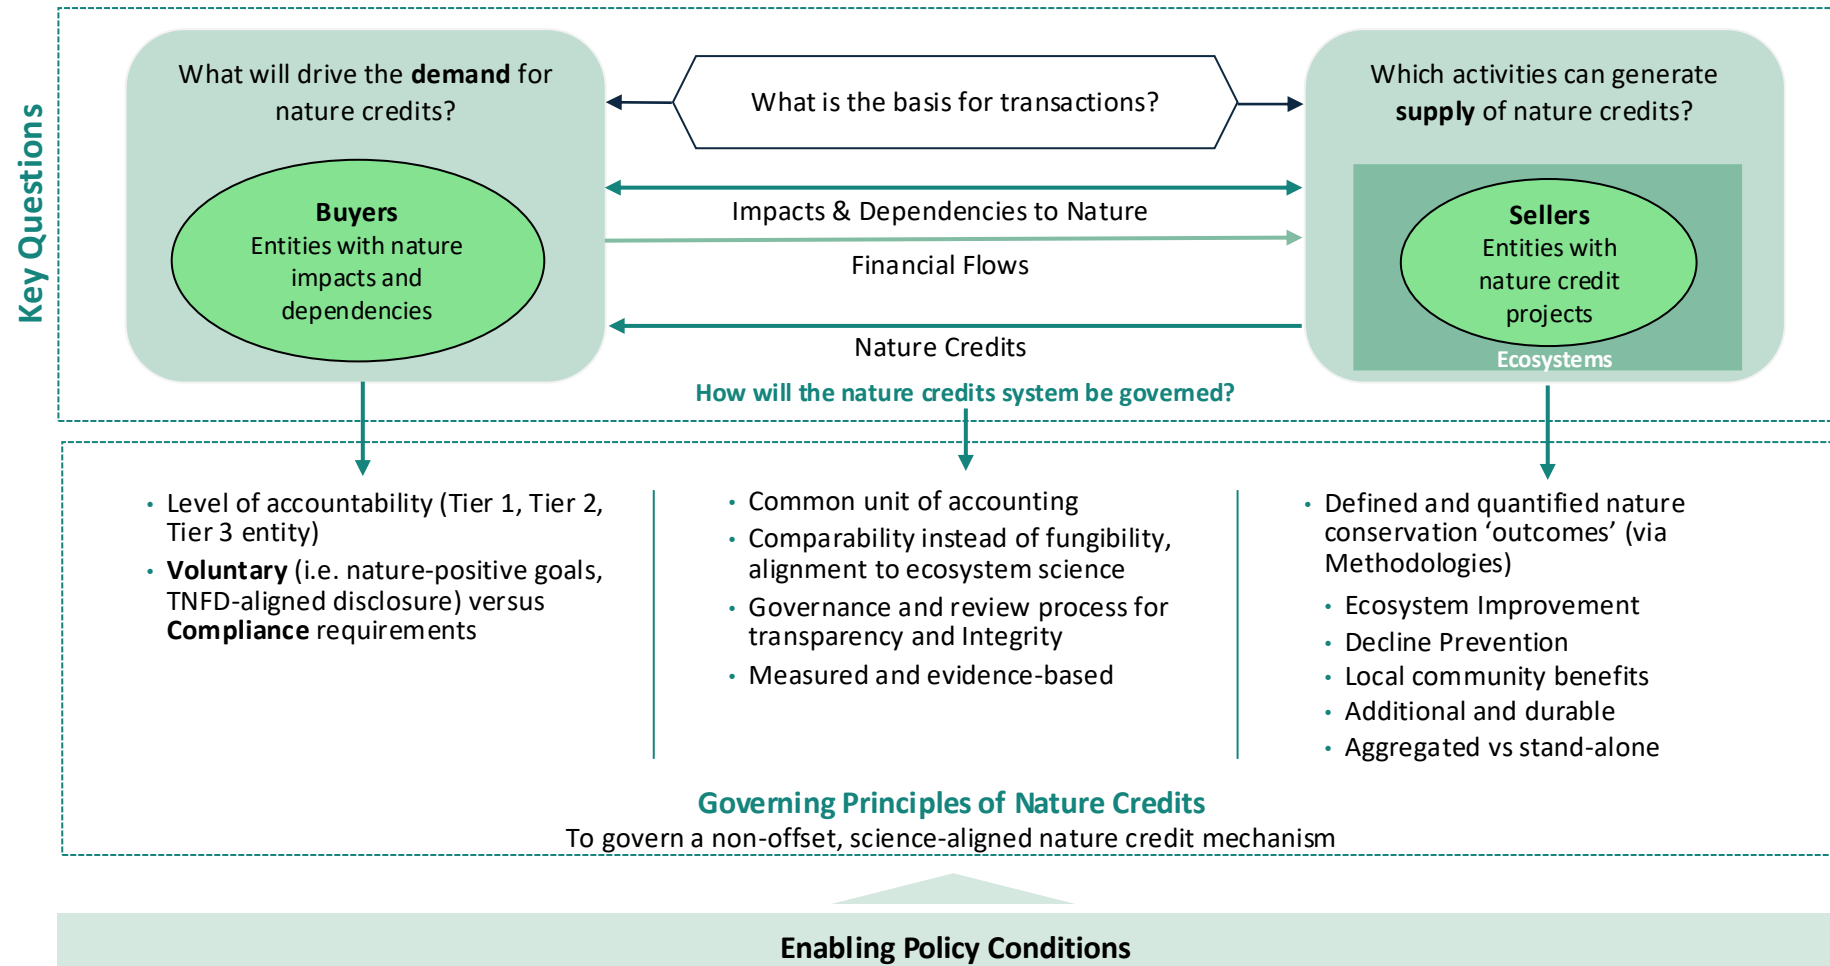 Key Questions
What will drive the demand for
nature credits?
Buyers
Entities with nature
impacts and
dependencies
What is the basis for transactions?
Impacts & Dependencies to Nature
Financial Flows
Nature Credits
How will the nature credits system be governed?
Which activities can generate
supply of nature credits?
Sellers
Entities with
nature credit
projects
Ecosystems
• Level of accountability (Tier 1, Tier 2,
Tier 3 entity)
• Voluntary (i.e. nature-positive goals,
TNFD-aligned disclosure) versus
Compliance requirements
• Common unit of accounting
• Comparability instead of fungibility,
alignment to ecosystem science
• Governance and review process for
transparency and Integrity
• Measured and evidence-based
• Defined and quantified nature
conservation ‘outcomes’ (via
Methodologies)
• Ecosystem Improvement
• Decline Prevention
• Local community benefits
• Additional and durable
• Aggregated vs stand-alone
Governing Principles of Nature Credits
To govern a non-offset, science-aligned nature credit mechanism
Enabling Policy Conditions